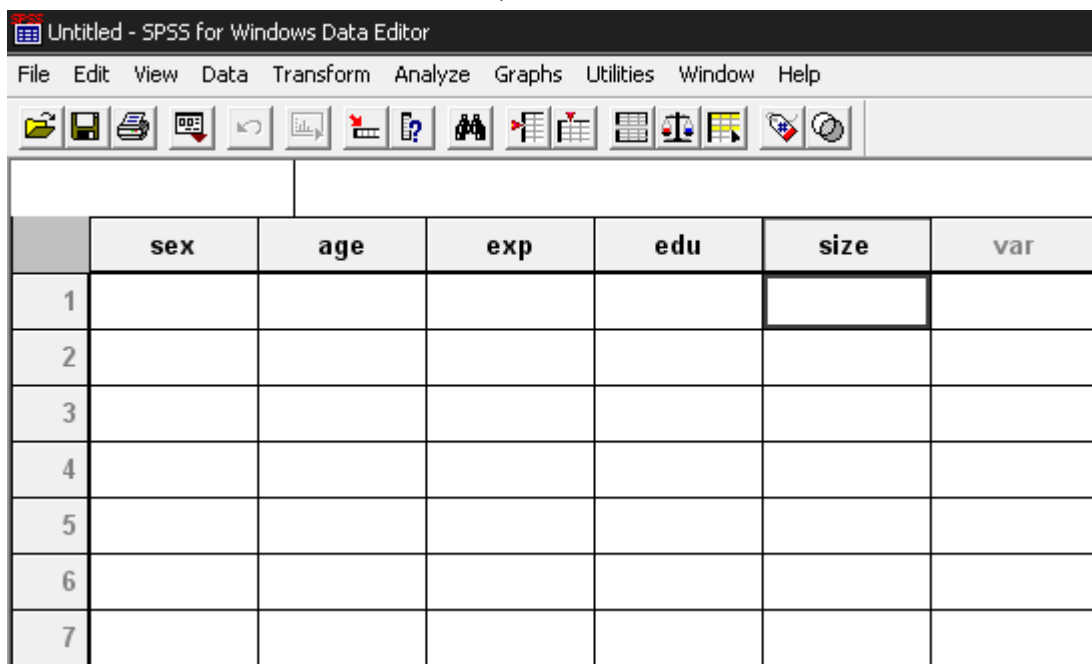 SPSS
Untitled - SPSS for Windows Data Editor
File Edit View Data Transform Analyze Graphs Utilities Window Help
sex age exp edu size var
1
2
3
4
5
6
7